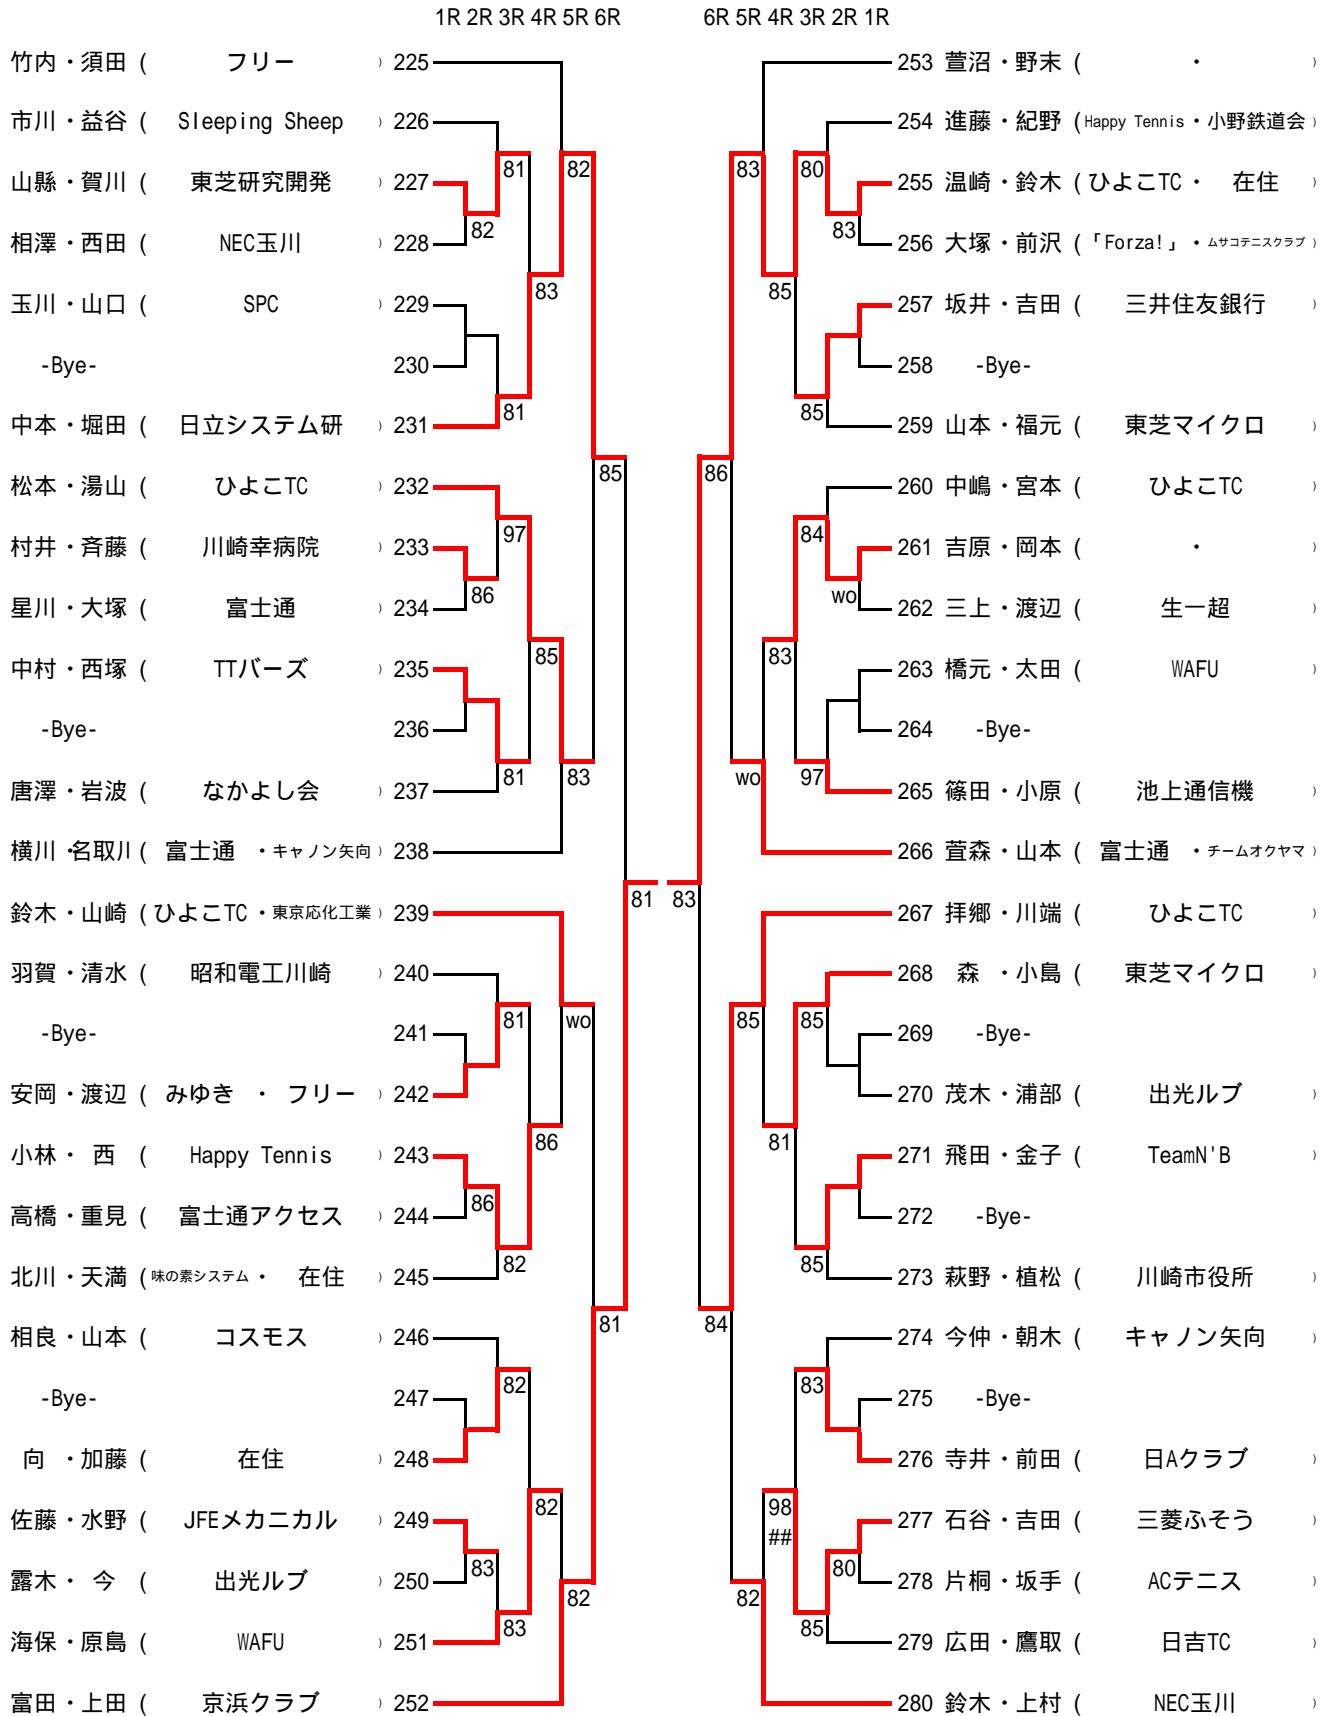 1R 2R 3R 4R 5R 6R
6R 5R 4R 3R 2R 1R
竹内・須田 ( フリー ) 225
市川・益谷 ( Sleeping Sheep ) 226
山縣・賀川 ( 東芝研究開発 ) 227
相澤・西田 ( NEC玉川 ) 228
玉川・山口 ( SPC ) 229
-Bye- 230
中本・堀田 ( 日立システム研 ) 231
松本・湯山 ( ひよこTC ) 232
村井・斉藤 ( 川崎幸病院 ) 233
星川・大塚 ( 富士通 ) 234
中村・西塚 ( TTバーズ ) 235
-Bye- 236
唐澤・岩波 ( なかよし会 ) 237
横川・名取川 ( 富士通 ・キャノン矢向 ) 238
鈴木・山崎 ( ひよこTC ・東京応化工業 ) 239
羽賀・清水 ( 昭和電工川崎 ) 240
-Bye- 241
安岡・渡辺 ( みゆき ・ フリー ) 242
小林・ 西 ( Happy Tennis ) 243
高橋・重見 ( 富士通アクセス ) 244
北川・天満 ( 味の素システム ・ 在住 ) 245
相良・山本 ( コスモス ) 246
-Bye- 247
向 ・加藤 ( 在住 ) 248
佐藤・水野 ( JFEメカニカル ) 249
露木・ 今 ( 出光ルブ ) 250
海保・原島 ( WAFU ) 251
富田・上田 ( 京浜クラブ ) 252
82
81
86
81
86
83
81
97
81
81
82
82
83
83
85
86
82
82
83
wo
82
85
81
81
253 萱沼・野末 ( ・ )
254 進藤・紀野 ( Happy Tennis ・小野鉄道会 )
255 温崎・鈴木 ( ひよこTC ・ 在住 )
256 大塚・前沢 ( 「Forza!」 ・ムサコテニスクラブ )
257 坂井・吉田 ( 三井住友銀行 )
258 -Bye-
259 山本・福元 ( 東芝マイクロ )
260 中嶋・宮本 ( ひよこTC )
261 吉原・岡本 ( ・ )
262 三上・渡辺 ( 生一超 )
263 橋元・太田 ( WAFU )
264 -Bye-
265 篠田・小原 ( 池上通信機 )
266 萱森・山本 ( 富士通 ・チームオクヤマ )
267 拝郷・川端 ( ひよこTC )
268 森 ・小島 ( 東芝マイクロ )
269 -Bye-
270 茂木・浦部 ( 出光ルブ )
271 飛田・金子 ( TeamN'B )
272 -Bye-
273 萩野・植松 ( 川崎市役所 )
274 今仲・朝木 ( キャノン矢向 )
275 -Bye-
276 寺井・前田 ( 日Aクラブ )
277 石谷・吉田 ( 三菱ふそう )
278 片桐・坂手 ( ACテニス )
279 広田・鷹取 ( 日吉TC )
280 鈴木・上村 ( NEC玉川 )
83
wo
80
80
85
84
97
85
85
83
85
85
83
81
98
##
83
wo
85
82
86
84
83